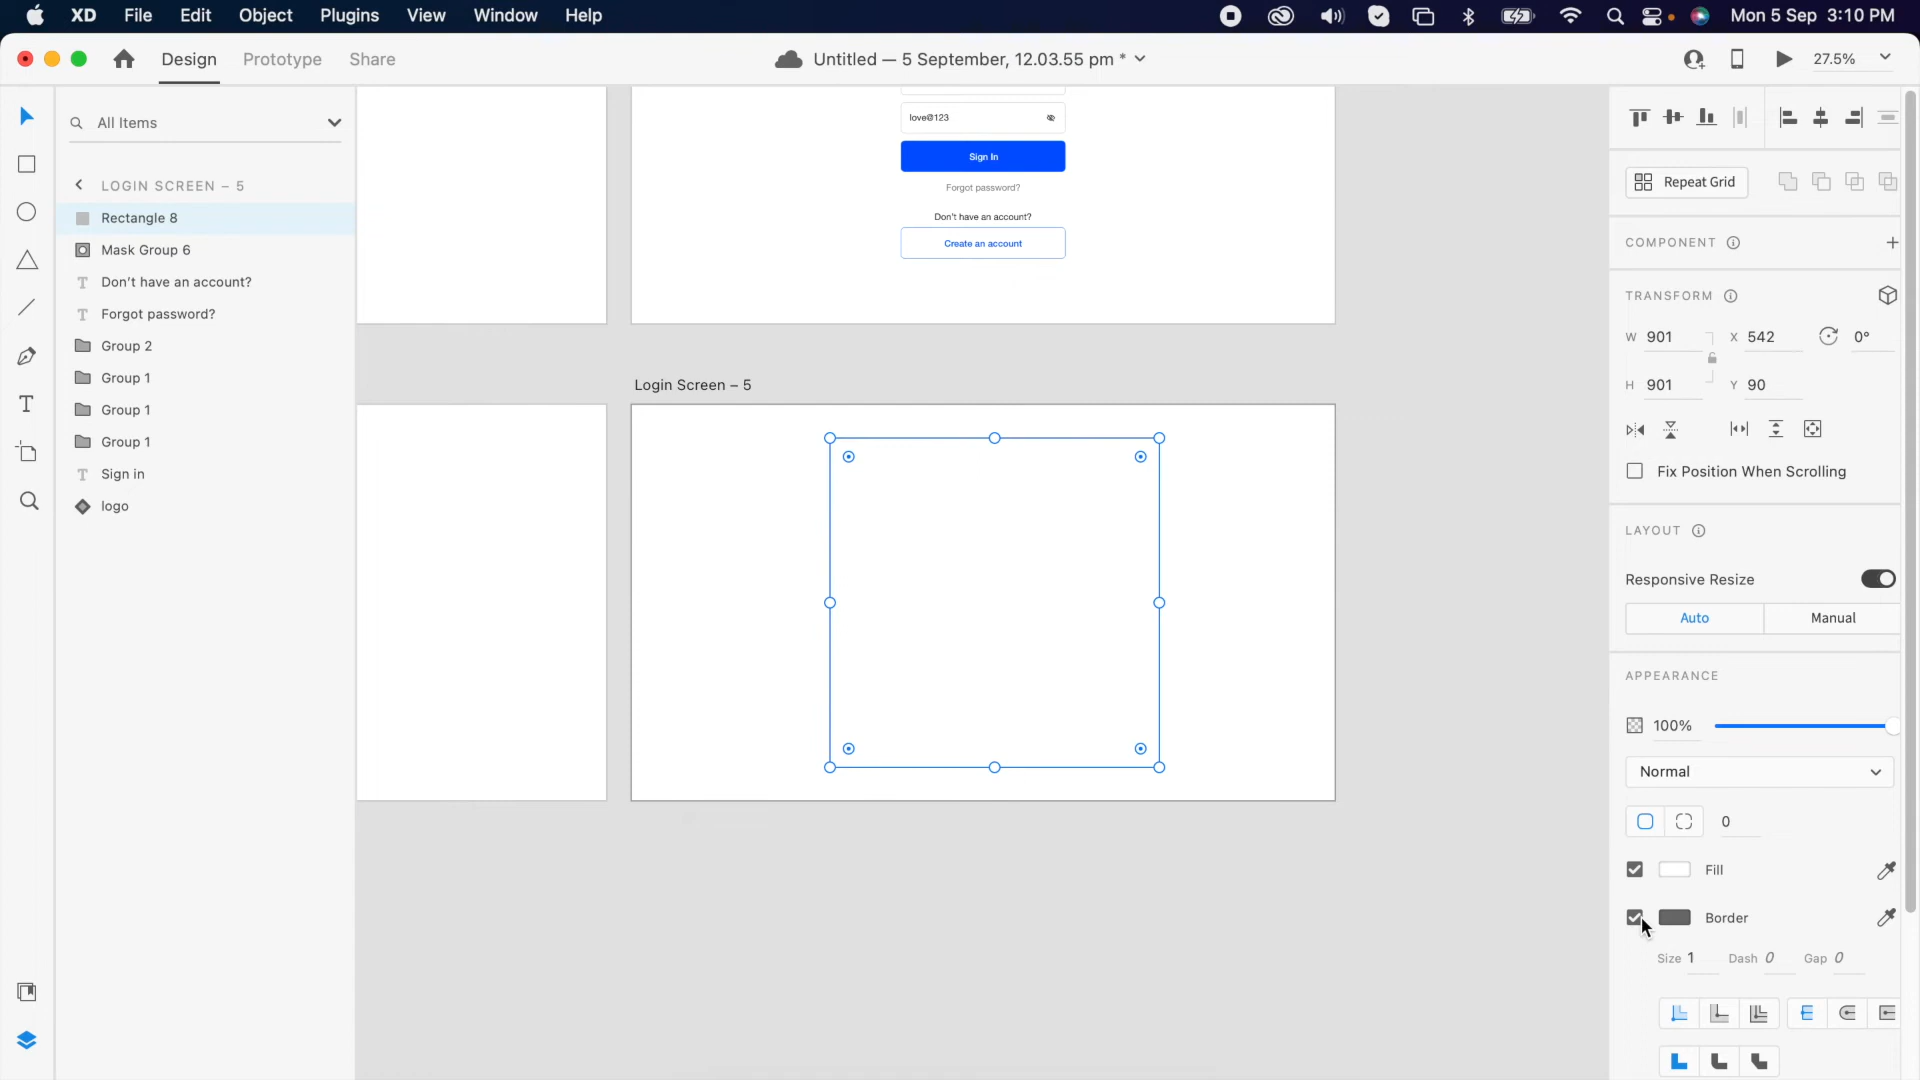 XD File Edit Object Plugins View Window Help Mon 5 Sep 3:10 PM
Design Prototype Share Untitled — 5 September, 12.03.55 pm * 27.5%
All Items
LOGIN SCREEN – 5
Rectangle 8
Mask Group 6
Don't have an account?
Forgot password?
Group 2
Group 1
Group 1
Group 1
Sign in
logo
love@123
Sign In
Forgot password?
Don't have an account?
Create an account
Login Screen – 5
Repeat Grid
COMPONENT
TRANSFORM
W 901 X 542 0°
H 901 Y 90
Fix Position When Scrolling
LAYOUT
Responsive Resize
Auto Manual
APPEARANCE
100%
Normal
0
Fill
Border
Size 1 Dash 0 Gap 0